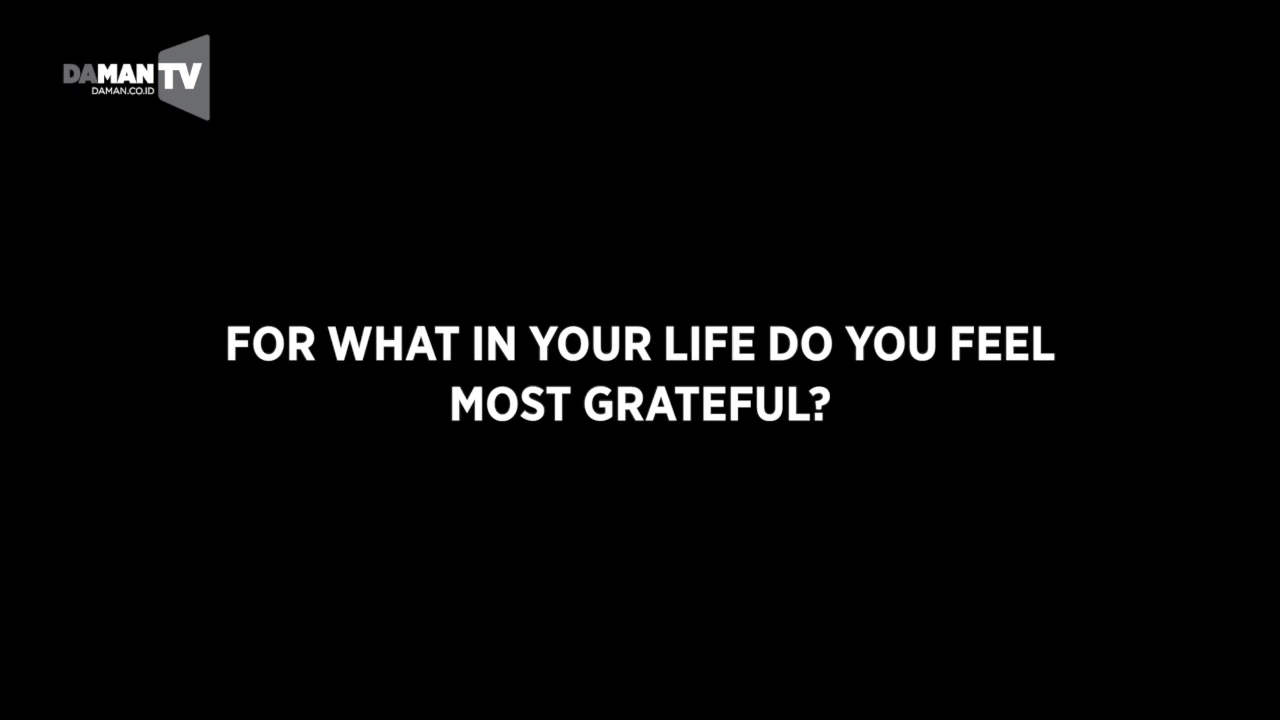 DAMAN TV
DAMAN.CO.ID
FOR WHAT IN YOUR LIFE DO YOU FEEL
MOST GRATEFUL?